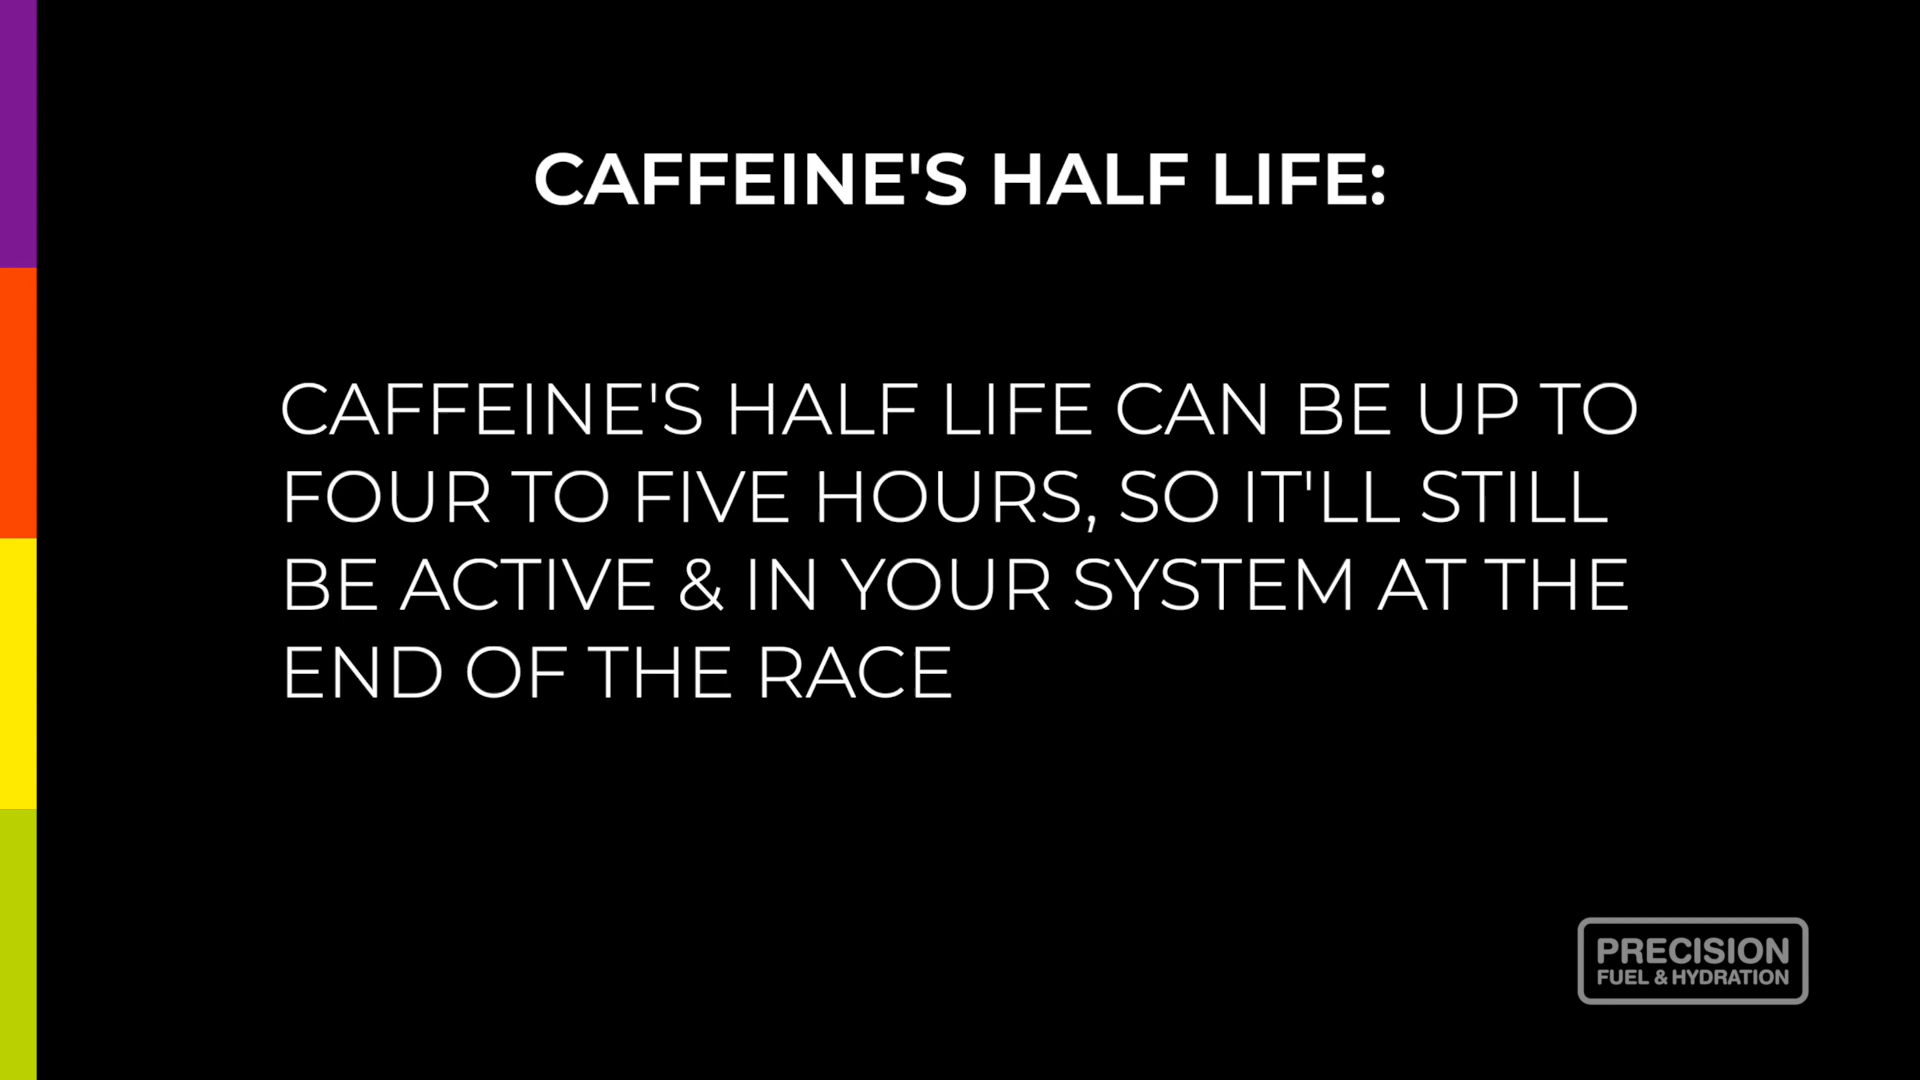 CAFFEINE'S HALF LIFE:
CAFFEINE'S HALF LIFE CAN BE UP TO
FOUR TO FIVE HOURS, SO IT'LL STILL
BE ACTIVE & IN YOUR SYSTEM AT THE
END OF THE RACE
PRECISION
FUEL & HYDRATION